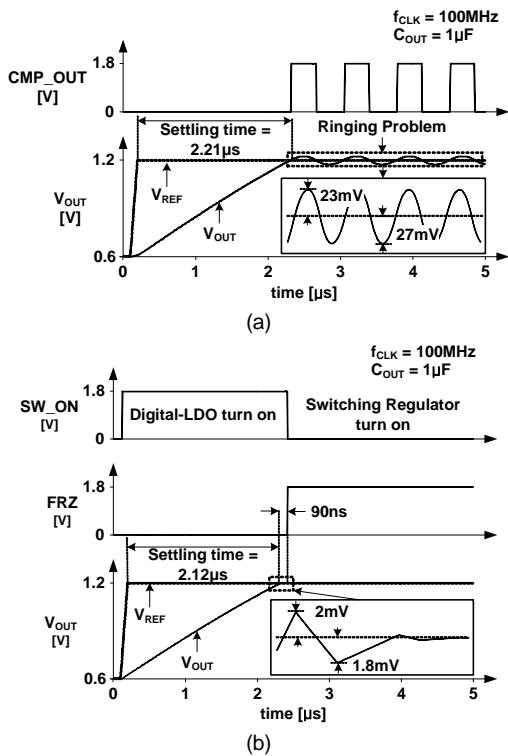 fCLK = 100MHz
COUT = 1µF
1.8
CMP_OUT
[V]
0
Settling time =
2.21µs
Ringing Problem
1.2
VREF
VOUT
[V]
VOUT
23mV
27mV
0.6
0
1
2
3
4
5
time [µs]
(a)
fCLK = 100MHz
COUT = 1µF
1.8
SW_ON
[V]
Digital-LDO turn on
Switching Regulator
turn on
0
1.8
FRZ
[V]
90ns
0
Settling time =
2.12µs
1.2
VREF
VOUT
[V]
VOUT
2mV
1.8mV
0.6
0
1
2
3
4
5
time [µs]
(b)